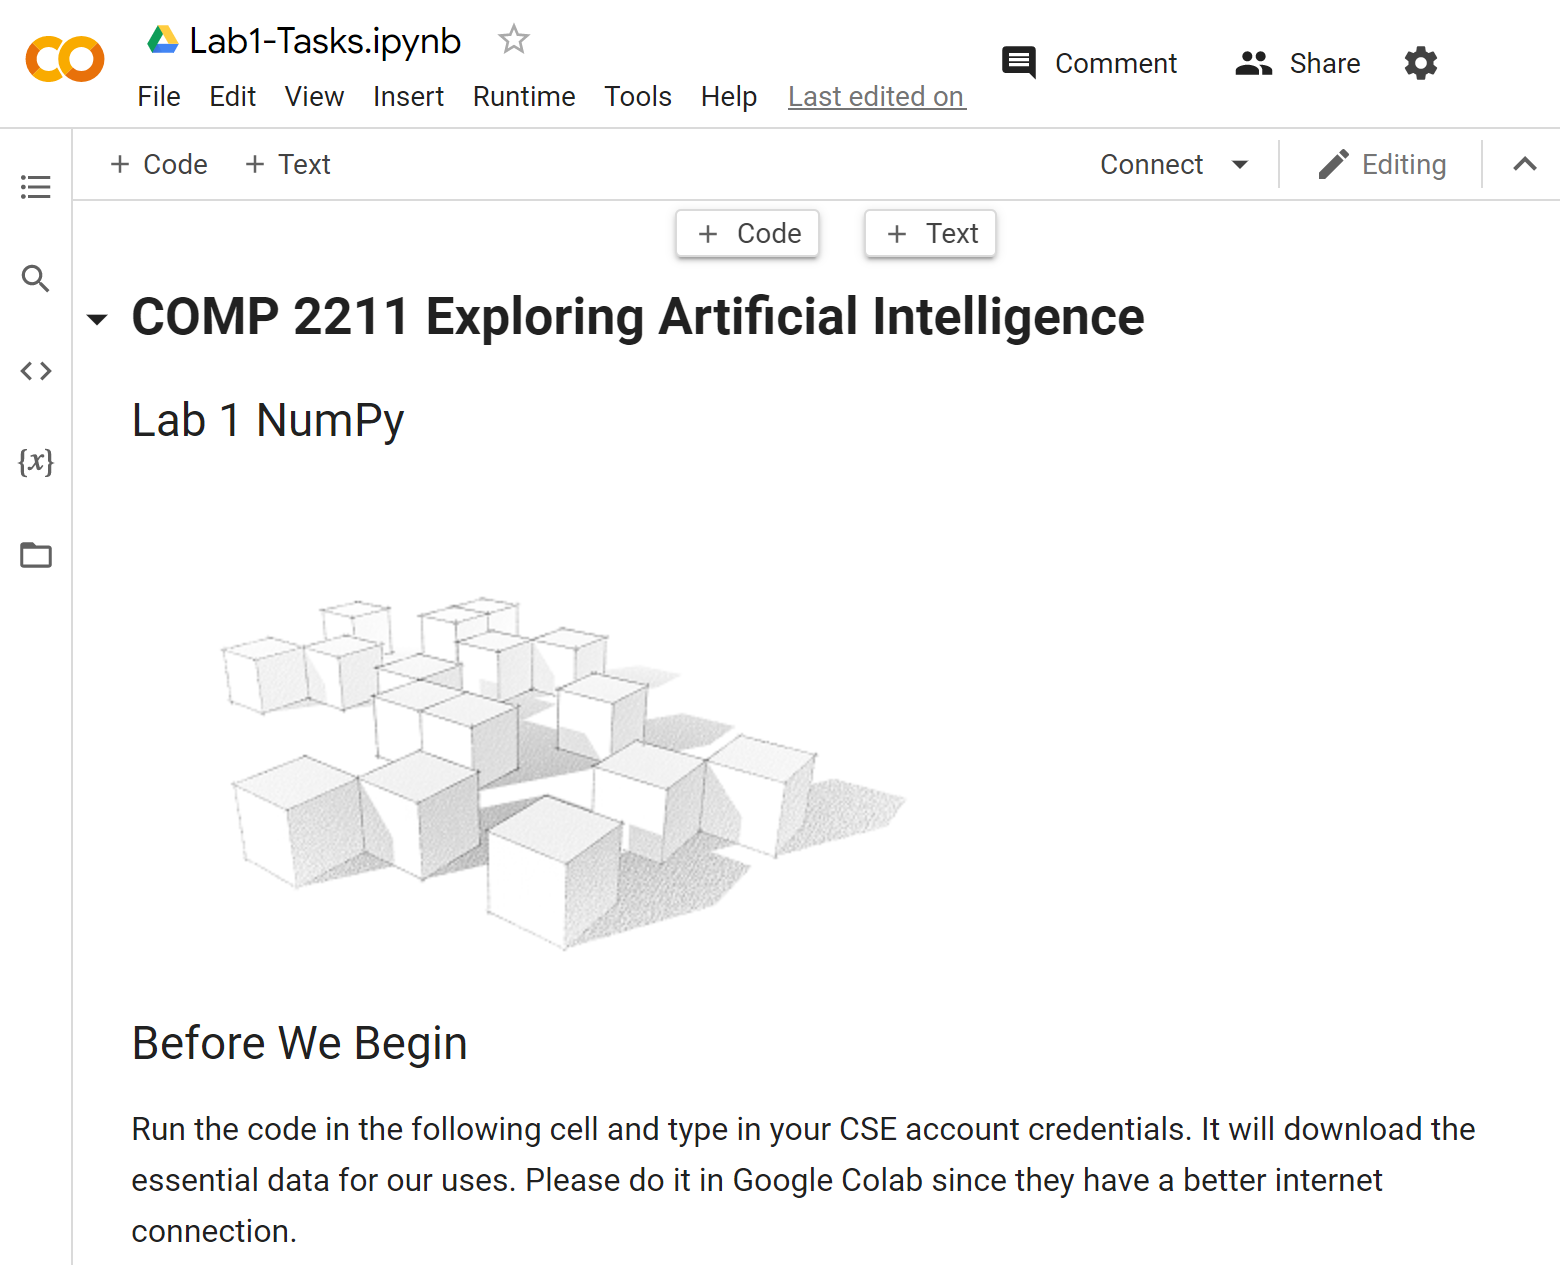 Lab1-Tasks.ipynb
Comment Share
File Edit View Insert Runtime Tools Help Last edited on
+ Code + Text Connect Editing
+ Code + Text
COMP 2211 Exploring Artificial Intelligence
Lab 1 NumPy
{x}
Before We Begin
Run the code in the following cell and type in your CSE account credentials. It will download the
essential data for our uses. Please do it in Google Colab since they have a better internet
connection.